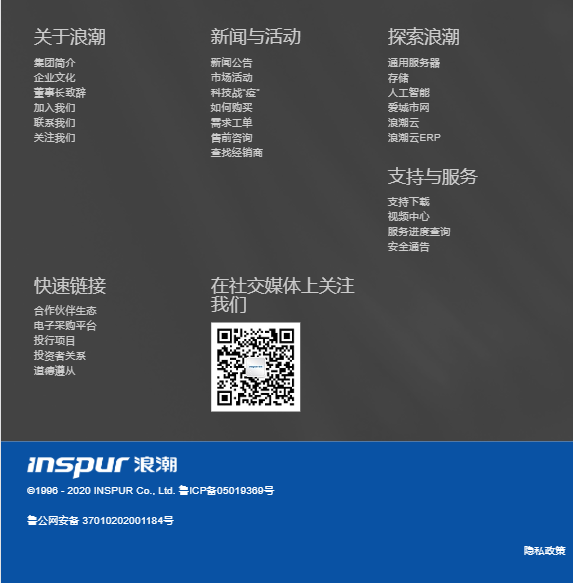 关于浪潮
集团简介
企业文化
董事长致辞
加入我们
联系我们
关注我们
新闻与活动
新闻公告
市场活动
科技战“疫”
如何购买
需求工单
售前咨询
查找经销商
探索浪潮
通用服务器
存储
人工智能
爱城市网
浪潮云
浪潮云ERP
支持与服务
支持下载
视频中心
服务进度查询
安全通告
快速链接
合作伙伴生态
电子采购平台
投行项目
投资者关系
道德遵从
在社交媒体上关注
我们
inspur
inspur 浪潮
©1996 - 2020 INSPUR Co., Ltd. 鲁ICP备05019369号
鲁公网安备 37010202001184号
隐私政策